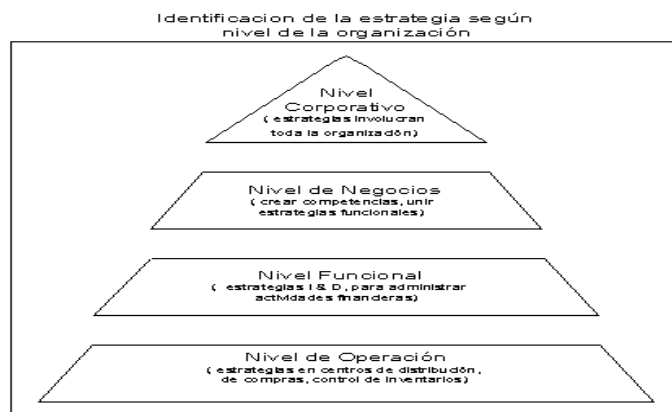 Identificacion de la estrategia según
nivel de la organización
Nivel
Corporativo
( estrategias involucran
toda la organización)
Nivel de Negocios
( crear competencias, unir
estrategias funcionales)
Nivel Funcional
( estrategias I & D, para administrar
actividades financieras)
Nivel de Operación
( estrategias en centros de distribución,
de compras, control de inventarios)